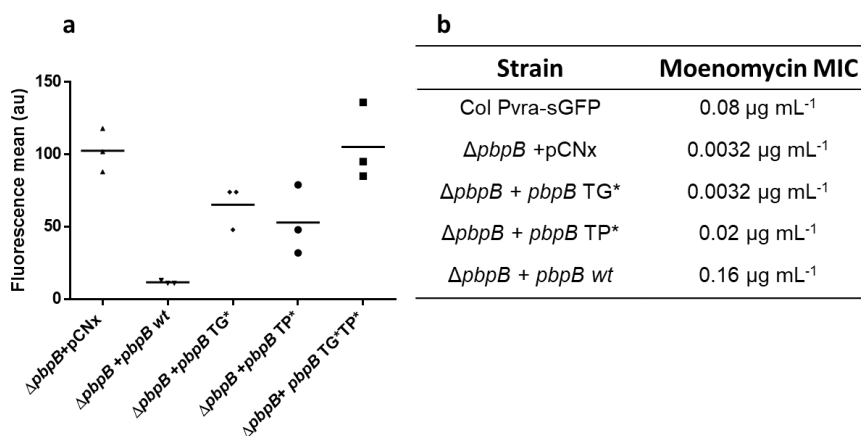 a
Fluorescence mean (au)
150
100
50
0
ΔpbpB+pCNx
ΔpbpB +pbpB wt
ΔpbpB +pbpB TG*
ΔpbpB +pbpB TP*
ΔpbpB+ pbpB TG*TP*
b
Strain Moenomycin MIC
Col Pvra-sGFP 0.08 µg mL⁻¹
ΔpbpB +pCNx 0.0032 µg mL⁻¹
ΔpbpB + pbpB TG* 0.0032 µg mL⁻¹
ΔpbpB + pbpB TP* 0.02 µg mL⁻¹
ΔpbpB + pbpB wt 0.16 µg mL⁻¹